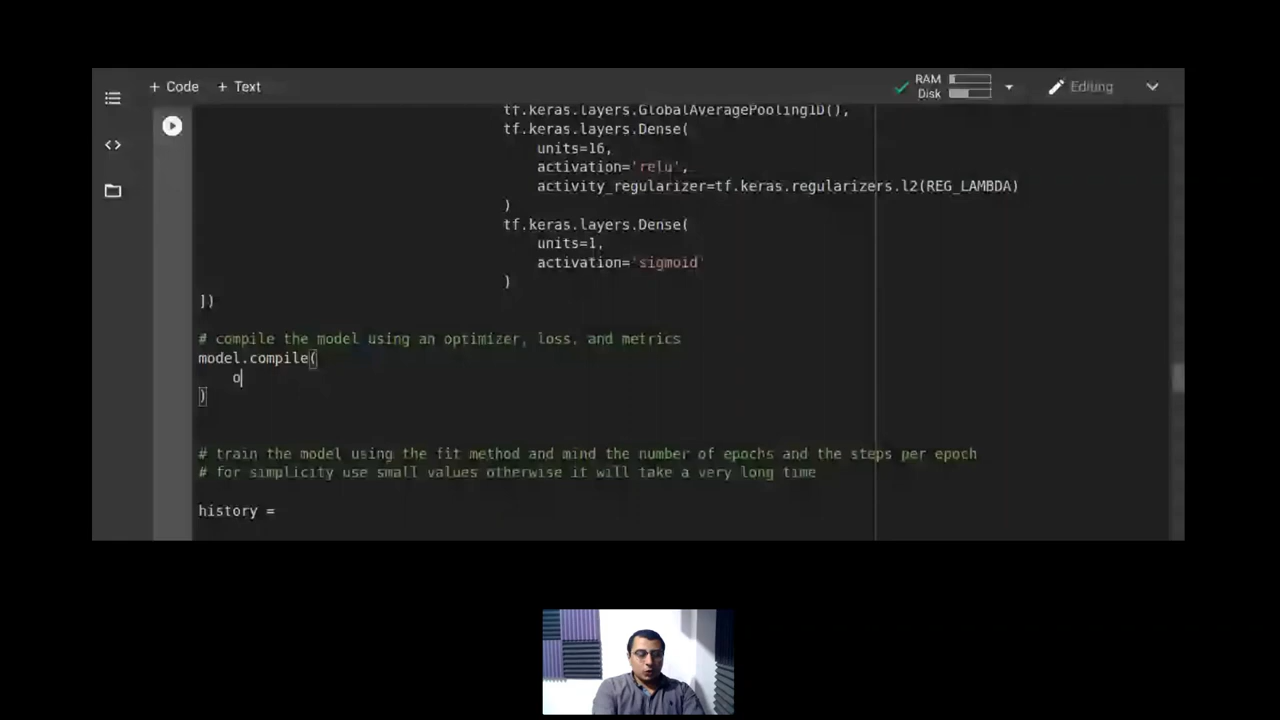 + Code + Text
RAM
Disk
Editing
tf.keras.layers.GlobalAveragePooling1D(),
tf.keras.layers.Dense(
units=16,
activation='relu',
activity_regularizer=tf.keras.regularizers.l2(REG_LAMBDA)
)
tf.keras.layers.Dense(
units=1,
activation='sigmoid'
)
])
# compile the model using an optimizer, loss, and metrics
model.compile(
o
)
# train the model using the fit method and mind the number of epochs and the steps per epoch
# for simplicity use small values otherwise it will take a very long time
history =